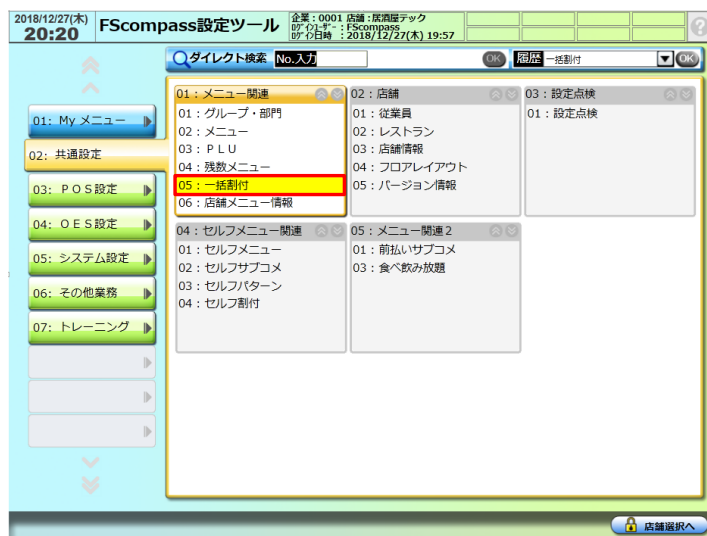 2018/12/27(木)
20:20
FScompass設定ツール
企業：0001 店舗：居酒屋テック
ﾛｸﾞｲﾝﾕｰｻﾞｰ：FScompass
ﾛｸﾞｲﾝ日時 ：2018/12/27(木) 19:57
ダイレクト検索 No.入力 OK 履歴 一括割付 OK
01: My メニュー
02: 共通設定
03: ＰＯＳ設定
04: ＯＥＳ設定
05: システム設定
06: その他業務
07: トレーニング
01：メニュー関連
01：グループ・部門
02：メニュー
03：ＰＬＵ
04：残数メニュー
05：一括割付
06：店舗メニュー情報
02：店舗
01：従業員
02：レストラン
03：店舗情報
04：フロアレイアウト
05：バージョン情報
03：設定点検
01：設定点検
04：セルフメニュー関連
01：セルフメニュー
02：セルフサブコメ
03：セルフパターン
04：セルフ割付
05：メニュー関連２
01：前払いサブコメ
03：食べ飲み放題
店舗選択へ